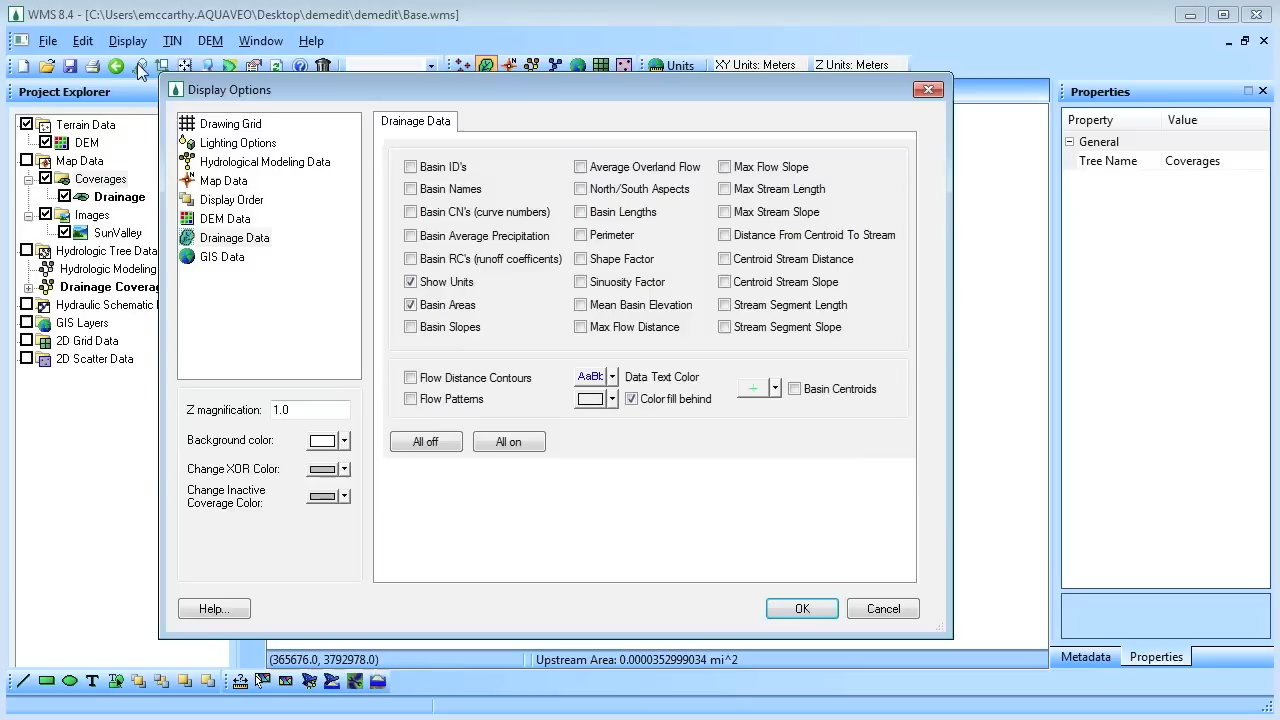 WMS 8.4 - [C:\Users\emccarthy.AQUAVEO\Desktop\demedit\demedit\Base.wms]
File Edit Display TIN DEM Window Help
Units XY Units: Meters Z Units: Meters
Project Explorer
Terrain Data
DEM
Map Data
Coverages
Drainage
Images
SunValley
Hydrologic Tree Data
Hydrologic Modeling
Drainage Coverag
Hydraulic Schematic
GIS Layers
2D Grid Data
2D Scatter Data
Display Options
Drawing Grid
Lighting Options
Hydrological Modeling Data
Map Data
Display Order
DEM Data
Drainage Data
GIS Data
Z magnification: 1.0
Background color:
Change XOR Color:
Change Inactive
Coverage Color:
Drainage Data
Basin ID's Average Overland Flow Max Flow Slope
Basin Names North/South Aspects Max Stream Length
Basin CN's (curve numbers) Basin Lengths Max Stream Slope
Basin Average Precipitation Perimeter Distance From Centroid To Stream
Basin RC's (runoff coefficents) Shape Factor Centroid Stream Distance
Show Units Sinuosity Factor Centroid Stream Slope
Basin Areas Mean Basin Elevation Stream Segment Length
Basin Slopes Max Flow Distance Stream Segment Slope
Flow Distance Contours AaBb Data Text Color
Flow Patterns Color fill behind Basin Centroids
All off All on
Help... OK Cancel
Properties
Property Value
General
Tree Name Coverages
Metadata Properties
(365676.0, 3792978.0) Upstream Area: 0.0000352999034 mi^2